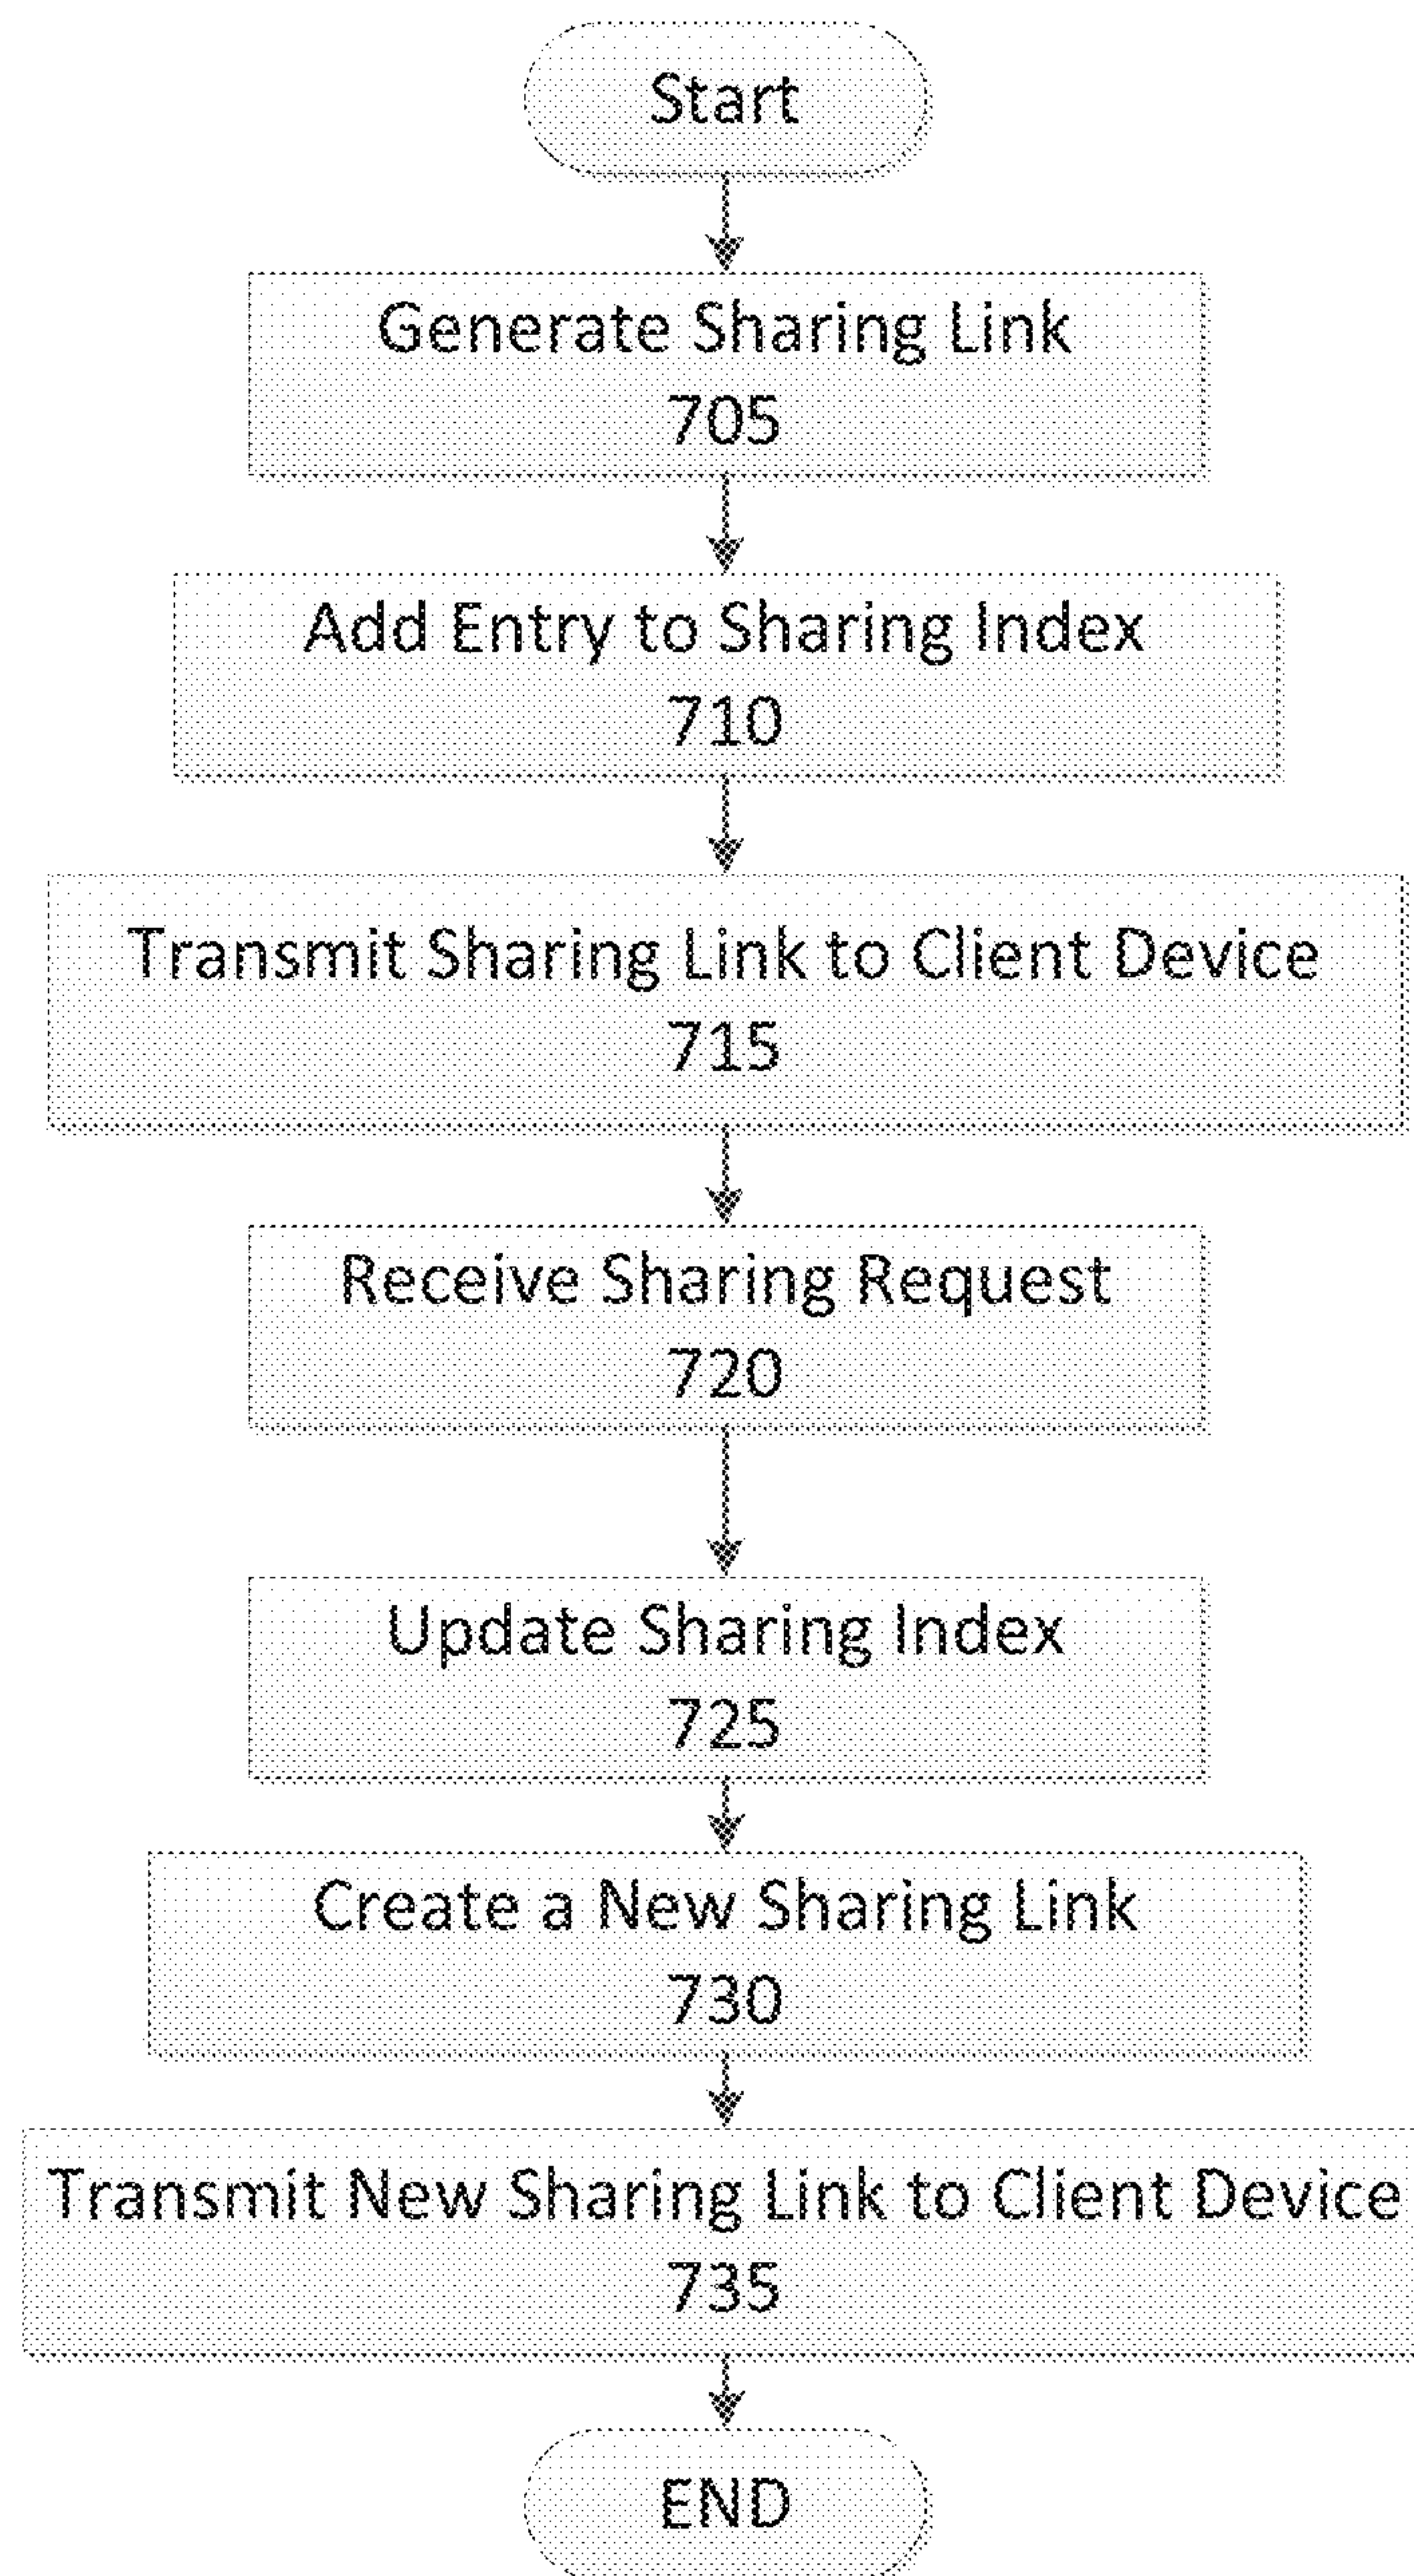 Start
Generate Sharing Link
705
Add Entry to Sharing Index
710
Transmit Sharing Link to Client Device
715
Receive Sharing Request
720
Update Sharing Index
725
Create a New Sharing Link
730
Transmit New Sharing Link to Client Device
735
END